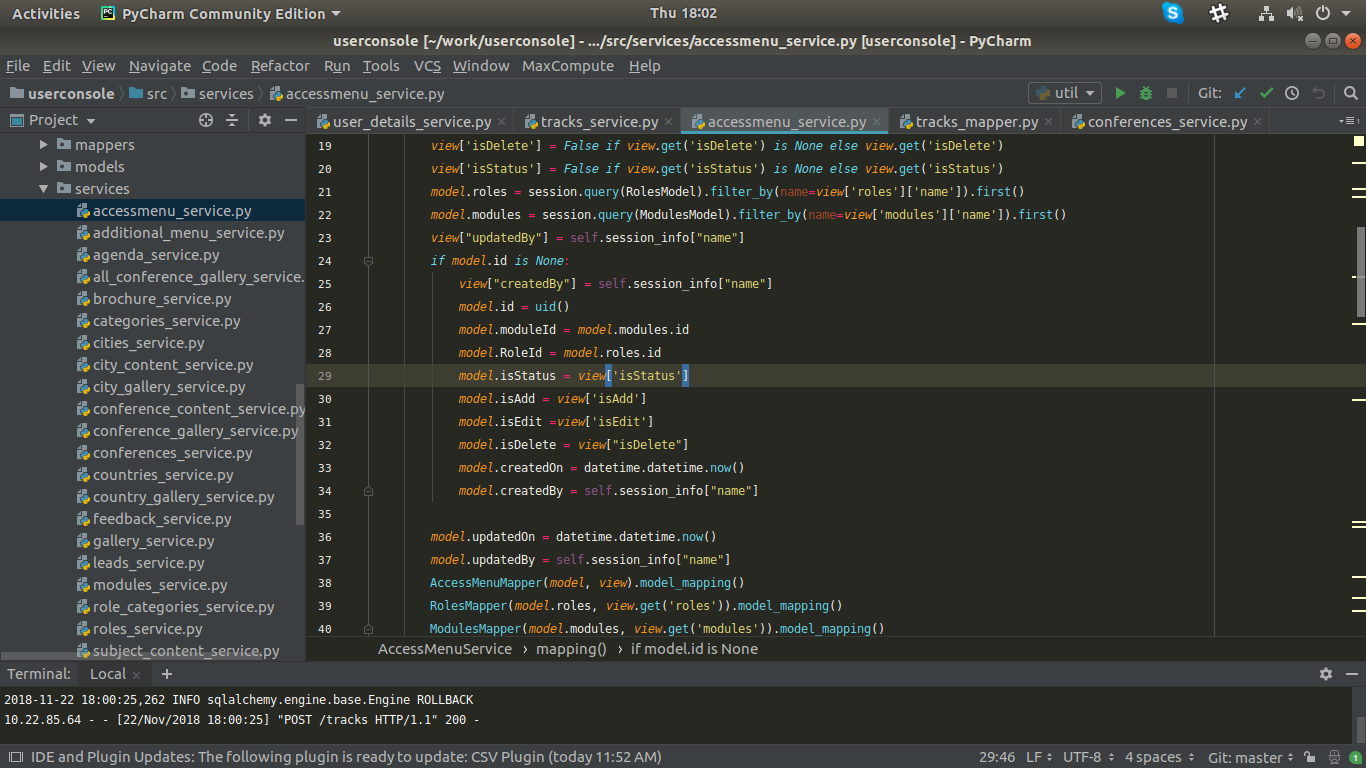 Activities PyCharm Community Edition Thu 18:02
userconsole [~/work/userconsole] - .../src/services/accessmenu_service.py [userconsole] - PyCharm
File Edit View Navigate Code Refactor Run Tools VCS Window MaxCompute Help
userconsole src services accessmenu_service.py util Git:
Project user_details_service.py tracks_service.py accessmenu_service.py tracks_mapper.py conferences_service.py
mappers
models
services
accessmenu_service.py
additional_menu_service.py
agenda_service.py
all_conference_gallery_service.
brochure_service.py
categories_service.py
cities_service.py
city_content_service.py
city_gallery_service.py
conference_content_service.py
conference_gallery_service.py
conferences_service.py
countries_service.py
country_gallery_service.py
feedback_service.py
gallery_service.py
leads_service.py
modules_service.py
role_categories_service.py
roles_service.py
subject_content_service.py
19 view['isDelete'] = False if view.get('isDelete') is None else view.get('isDelete')
20 view['isStatus'] = False if view.get('isStatus') is None else view.get('isStatus')
21 model.roles = session.query(RolesModel).filter_by(name=view['roles']['name']).first()
22 model.modules = session.query(ModulesModel).filter_by(name=view['modules']['name']).first()
23 view["updatedBy"] = self.session_info["name"]
24 if model.id is None:
25 view["createdBy"] = self.session_info["name"]
26 model.id = uid()
27 model.moduleId = model.modules.id
28 model.RoleId = model.roles.id
29 model.isStatus = view['isStatus']
30 model.isAdd = view['isAdd']
31 model.isEdit =view['isEdit']
32 model.isDelete = view["isDelete"]
33 model.createdOn = datetime.datetime.now()
34 model.createdBy = self.session_info["name"]
35
36 model.updatedOn = datetime.datetime.now()
37 model.updatedBy = self.session_info["name"]
38 AccessMenuMapper(model, view).model_mapping()
39 RolesMapper(model.roles, view.get('roles')).model_mapping()
40 ModulesMapper(model.modules, view.get('modules')).model_mapping()
AccessMenuService › mapping() › if model.id is None
Terminal: Local × +
2018-11-22 18:00:25,262 INFO sqlalchemy.engine.base.Engine ROLLBACK
10.22.85.64 - - [22/Nov/2018 18:00:25] "POST /tracks HTTP/1.1" 200 -
IDE and Plugin Updates: The following plugin is ready to update: CSV Plugin (today 11:52 AM) 29:46 LF UTF-8 4 spaces Git: master 1